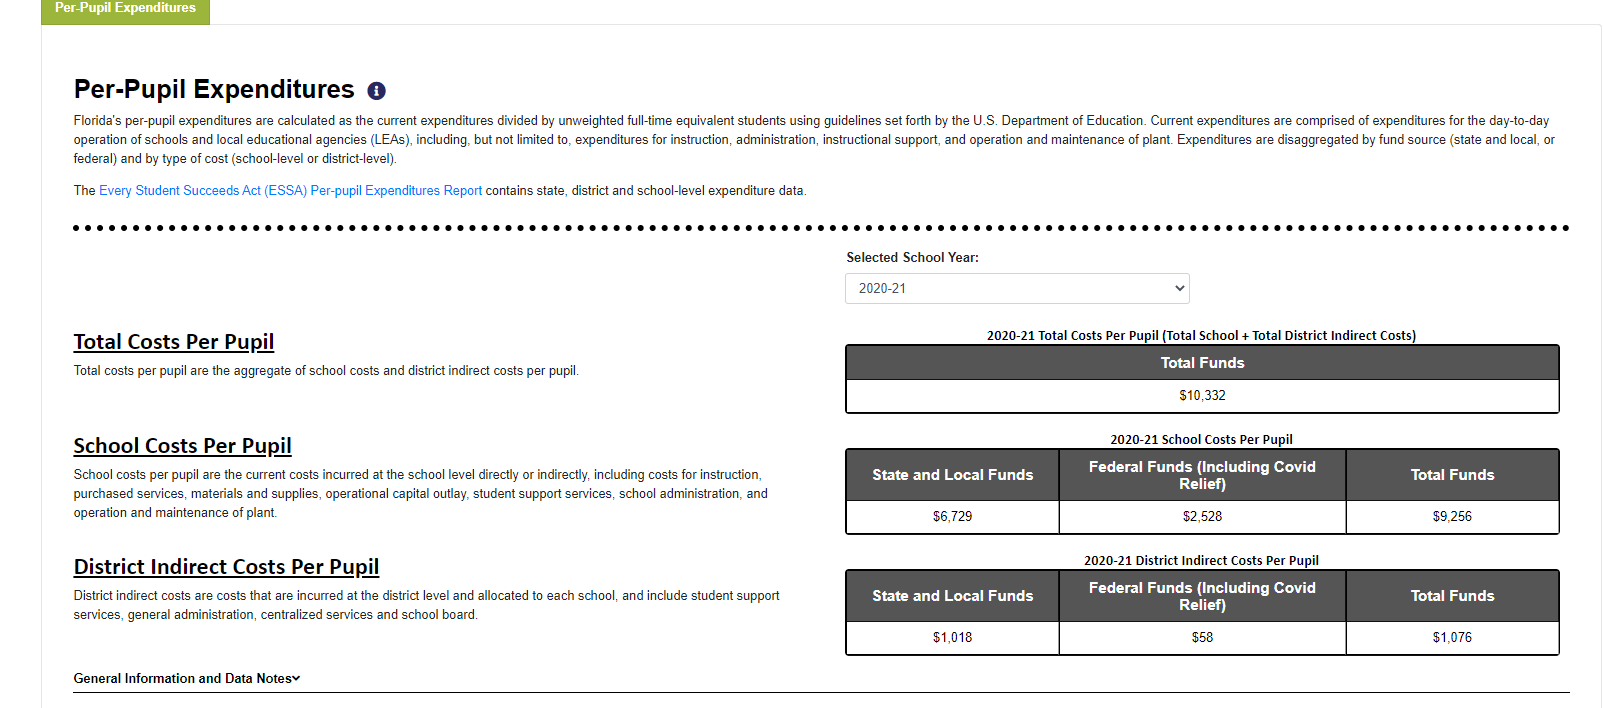 Per-Pupil Expenditures
Per-Pupil Expenditures
Florida's per-pupil expenditures are calculated as the current expenditures divided by unweighted full-time equivalent students using guidelines set forth by the U.S. Department of Education. Current expenditures are comprised of expenditures for the day-to-day
operation of schools and local educational agencies (LEAs), including, but not limited to, expenditures for instruction, administration, instructional support, and operation and maintenance of plant. Expenditures are disaggregated by fund source (state and local, or
federal) and by type of cost (school-level or district-level).
The Every Student Succeeds Act (ESSA) Per-pupil Expenditures Report contains state, district and school-level expenditure data.
Selected School Year:
2020-21
Total Costs Per Pupil
Total costs per pupil are the aggregate of school costs and district indirect costs per pupil.
2020-21 Total Costs Per Pupil (Total School + Total District Indirect Costs)
Total Funds
$10,332
School Costs Per Pupil
School costs per pupil are the current costs incurred at the school level directly or indirectly, including costs for instruction,
purchased services, materials and supplies, operational capital outlay, student support services, school administration, and
operation and maintenance of plant.
2020-21 School Costs Per Pupil
State and Local Funds
Federal Funds (Including Covid
Relief)
Total Funds
$6,729
$2,528
$9,256
District Indirect Costs Per Pupil
District indirect costs are costs that are incurred at the district level and allocated to each school, and include student support
services, general administration, centralized services and school board.
2020-21 District Indirect Costs Per Pupil
State and Local Funds
Federal Funds (Including Covid
Relief)
Total Funds
$1,018
$58
$1,076
General Information and Data Notes